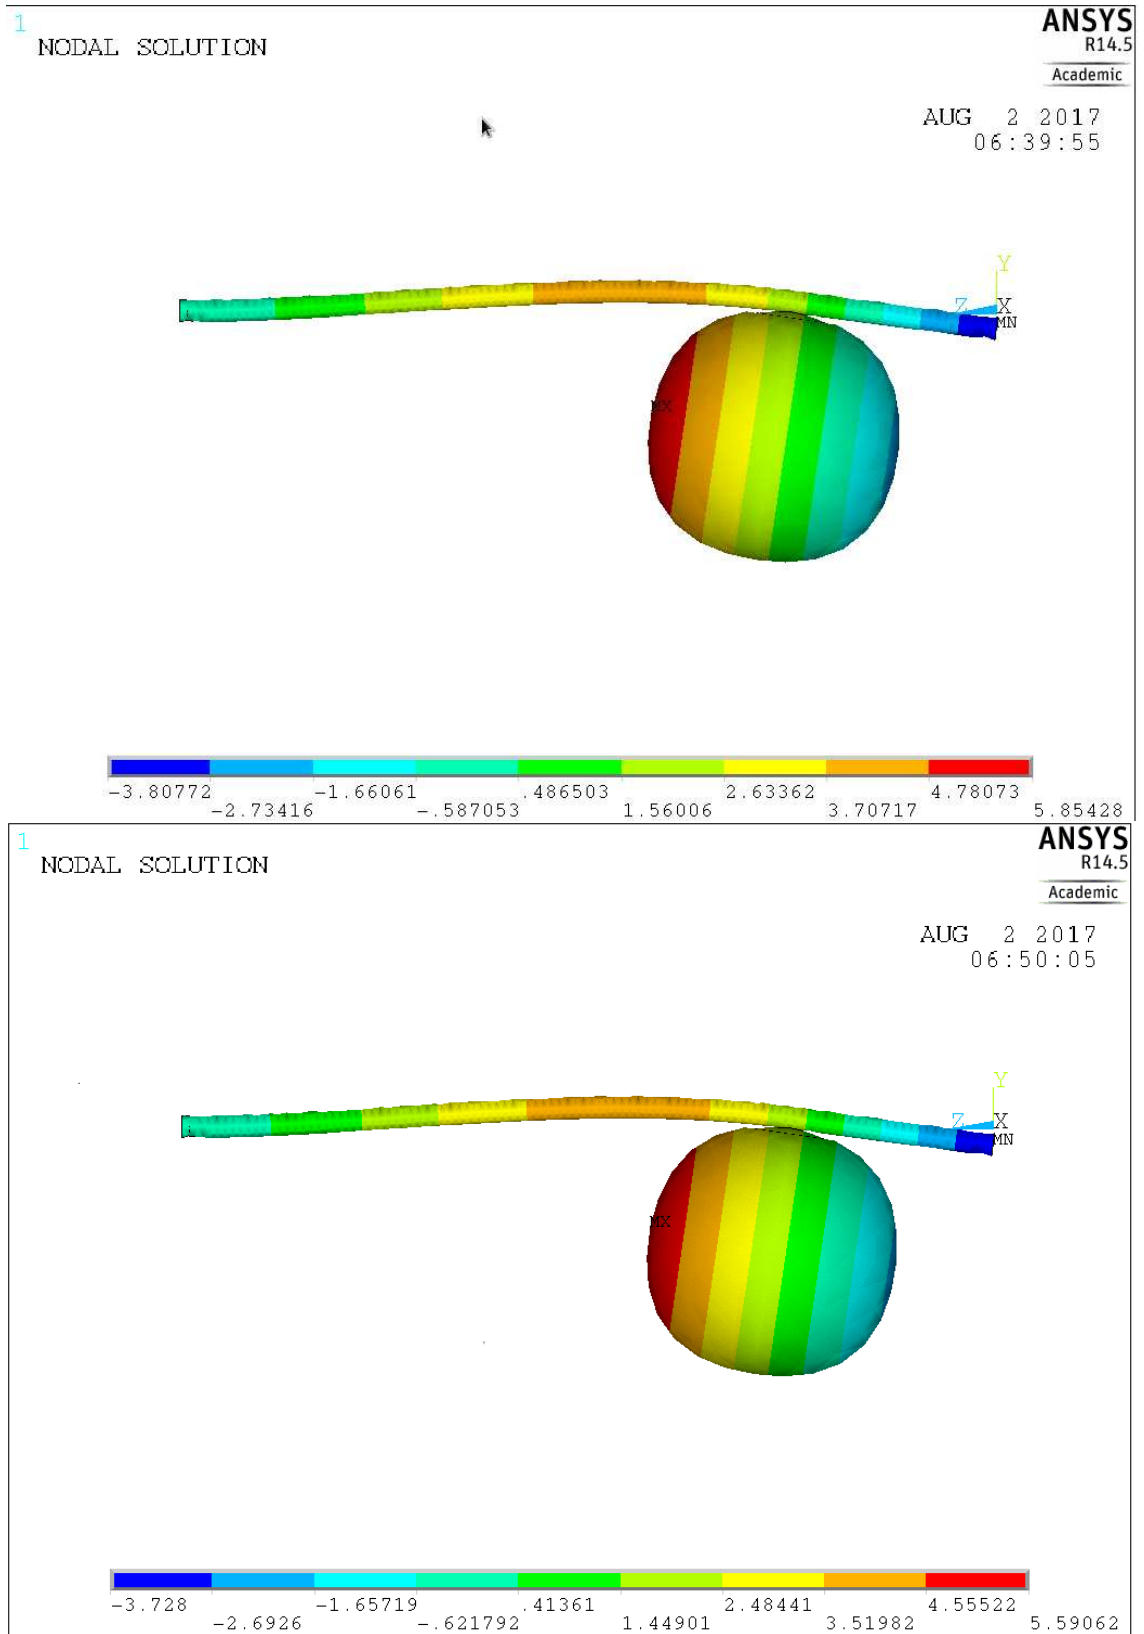 1
NODAL SOLUTION
ANSYS
R14.5
Academic
AUG 2 2017
06:39:55
Y
Z X
MN
MX
-3.80772 -1.66061 .486503 2.63362 4.78073
-2.73416 -.587053 1.56006 3.70717 5.85428
1
NODAL SOLUTION
ANSYS
R14.5
Academic
AUG 2 2017
06:50:05
Y
Z X
MN
MX
-3.728 -1.65719 .41361 2.48441 4.55522
-2.6926 -.621792 1.44901 3.51982 5.59062